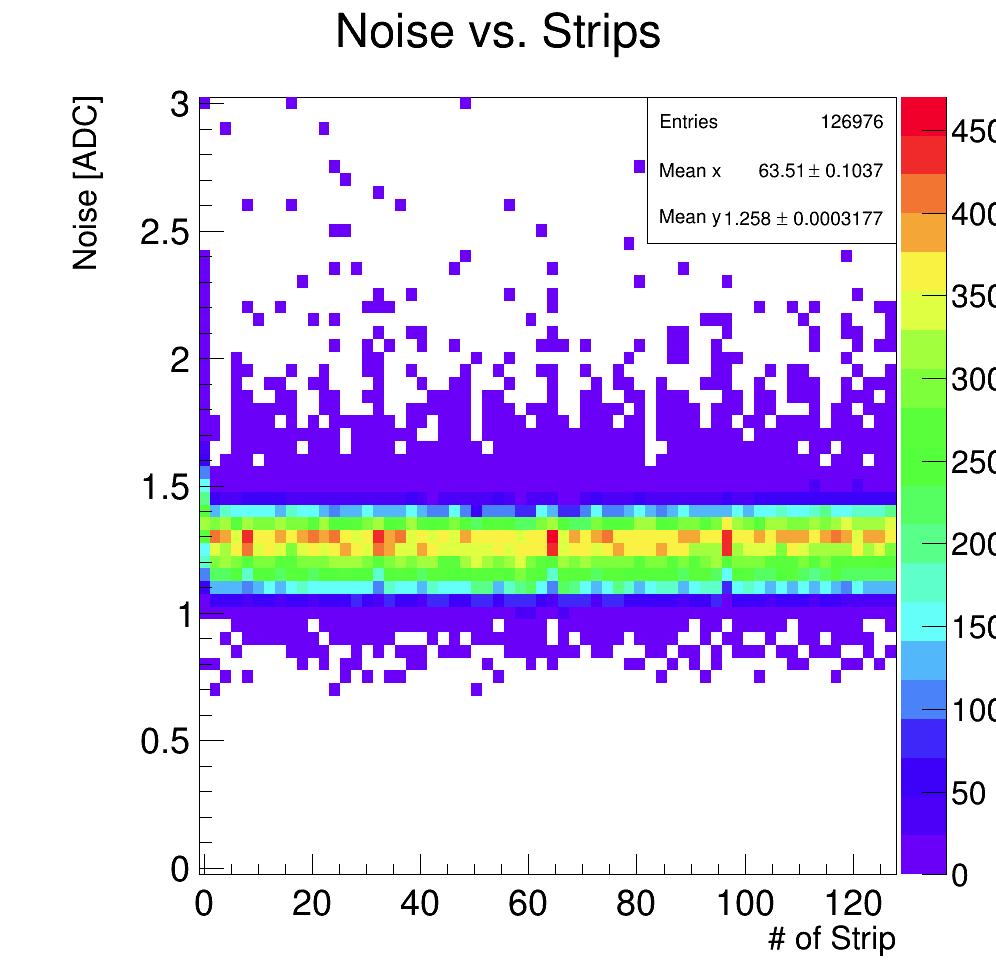 Noise vs. Strips
Noise [ADC]
3
2.5
2
1.5
1
0.5
0
Entries 126976
Mean x 63.51 ± 0.1037
Mean y 1.258 ± 0.0003177
450
400
350
300
250
200
150
100
50
0
0 20 40 60 80 100 120
# of Strip